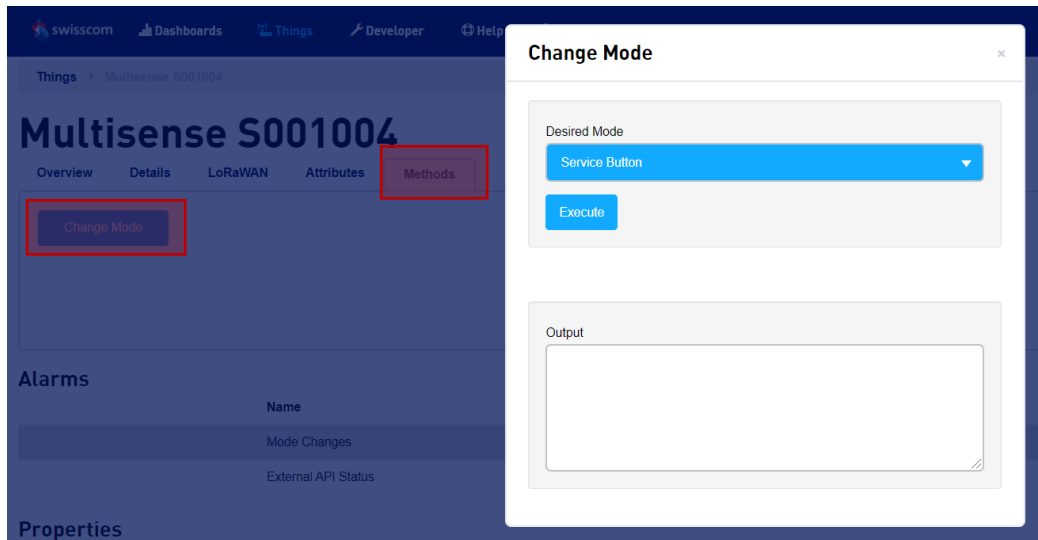 swisscom Dashboards Things Developer Help
Things Multisense S001004
Multisense S001004
Overview Details LoRaWAN Attributes Methods
Change Mode
Alarms
Name
Mode Changes
External API Status
Properties
Change Mode ×
Desired Mode
Service Button
Execute
Output